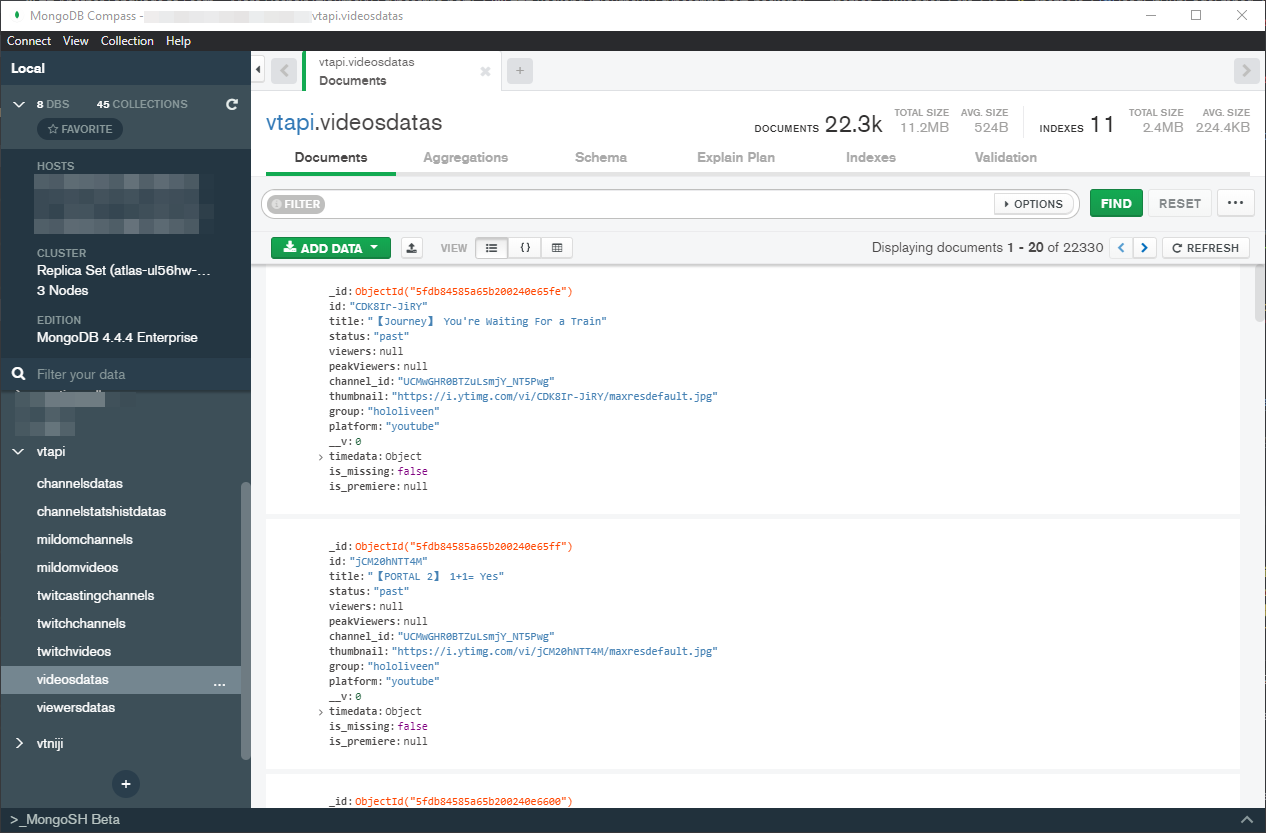 MongoDB Compass - vtapi.videosdatas
Connect View Collection Help
Local
8 DBS 45 COLLECTIONS
FAVORITE
HOSTS
CLUSTER
Replica Set (atlas-ul56hw-...
3 Nodes
EDITION
MongoDB 4.4.4 Enterprise
Filter your data
vtapi
channelsdatas
channelstatshistdatas
mildomchannels
mildomvideos
twitcastingchannels
twitchchannels
twitchvideos
videosdatas ...
viewersdatas
vtniji
+
>_MongoSH Beta
vtapi.videosdatas
Documents
+
vtapi.videosdatas
DOCUMENTS 22.3k
TOTAL SIZE
11.2MB
AVG. SIZE
524B
INDEXES 11
TOTAL SIZE
2.4MB
AVG. SIZE
224.4KB
Documents Aggregations Schema Explain Plan Indexes Validation
FILTER
OPTIONS
FIND
RESET
...
ADD DATA
VIEW
{}
Displaying documents 1 - 20 of 22330
REFRESH
_id: ObjectId("5fdb84585a65b200240e65fe")
id: "CDK8Ir-JiRY"
title: "【Journey】 You're Waiting For a Train"
status: "past"
viewers: null
peakViewers: null
channel_id: "UCMwGHR0BTZuLsmjY_NT5Pwg"
thumbnail: "https://i.ytimg.com/vi/CDK8Ir-JiRY/maxresdefault.jpg"
group: "hololiveen"
platform: "youtube"
__v: 0
timedata: Object
is_missing: false
is_premiere: null
_id: ObjectId("5fdb84585a65b200240e65ff")
id: "jCM20hNTT4M"
title: "【PORTAL 2】 1+1= Yes"
status: "past"
viewers: null
peakViewers: null
channel_id: "UCMwGHR0BTZuLsmjY_NT5Pwg"
thumbnail: "https://i.ytimg.com/vi/jCM20hNTT4M/maxresdefault.jpg"
group: "hololiveen"
platform: "youtube"
__v: 0
timedata: Object
is_missing: false
is_premiere: null
_id: ObjectId("5fdb84585a65b200240e6600")